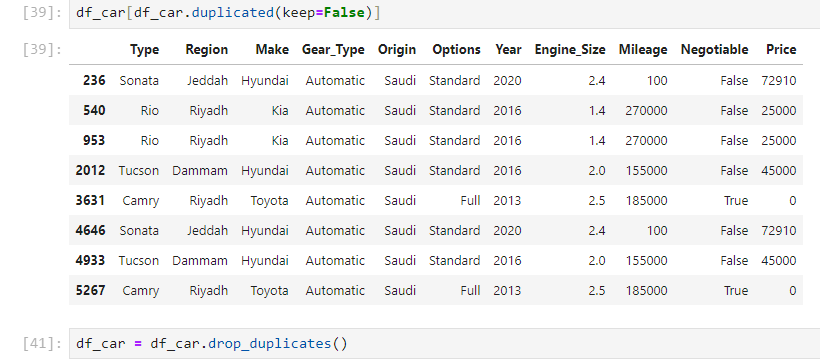 [39]: df_car[df_car.duplicated(keep=False)]
[39]: Type Region Make Gear_Type Origin Options Year Engine_Size Mileage Negotiable Price
236 Sonata Jeddah Hyundai Automatic Saudi Standard 2020 2.4 100 False 72910
540 Rio Riyadh Kia Automatic Saudi Standard 2016 1.4 270000 False 25000
953 Rio Riyadh Kia Automatic Saudi Standard 2016 1.4 270000 False 25000
2012 Tucson Dammam Hyundai Automatic Saudi Standard 2016 2.0 155000 False 45000
3631 Camry Riyadh Toyota Automatic Saudi Full 2013 2.5 185000 True 0
4646 Sonata Jeddah Hyundai Automatic Saudi Standard 2020 2.4 100 False 72910
4933 Tucson Dammam Hyundai Automatic Saudi Standard 2016 2.0 155000 False 45000
5267 Camry Riyadh Toyota Automatic Saudi Full 2013 2.5 185000 True 0
[41]: df_car = df_car.drop_duplicates()